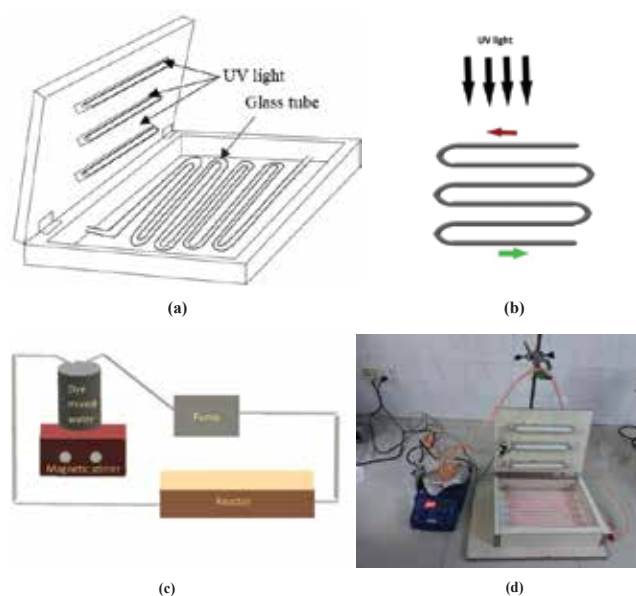 UV light
Glass tube
(a)
UV light
(b)
Dye
mixed
water
Magnetic stirrer
Pump
Reactor
(c)
(d)